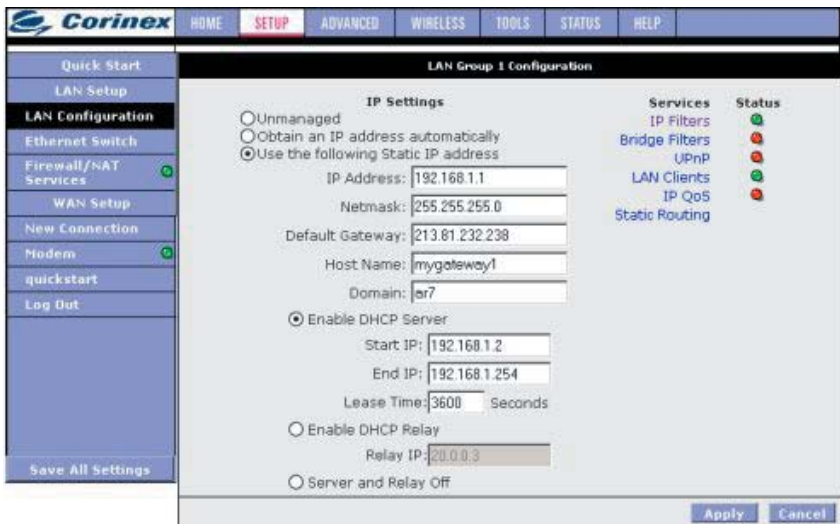 Corinex
HOME SETUP ADVANCED WIRELESS TOOLS STATUS HELP
Quick Start
LAN Setup
LAN Configuration
Ethernet Switch
Firewall/NAT
Services
WAN Setup
New Connection
Modem
quickstart
Log Out
Save All Settings
LAN Group 1 Configuration
IP Settings
Unmanaged
Obtain an IP address automatically
Use the following Static IP address
IP Address: 192.168.1.1
Netmask: 255.255.255.0
Default Gateway: 213.81.232.238
Host Name: mygateway1
Domain: ar7
Enable DHCP Server
Start IP: 192.168.1.2
End IP: 192.168.1.254
Lease Time: 3600 Seconds
Enable DHCP Relay
Relay IP: 20.0.0.3
Server and Relay Off
Services Status
IP Filters
Bridge Filters
UPnP
LAN Clients
IP QoS
Static Routing
Apply Cancel